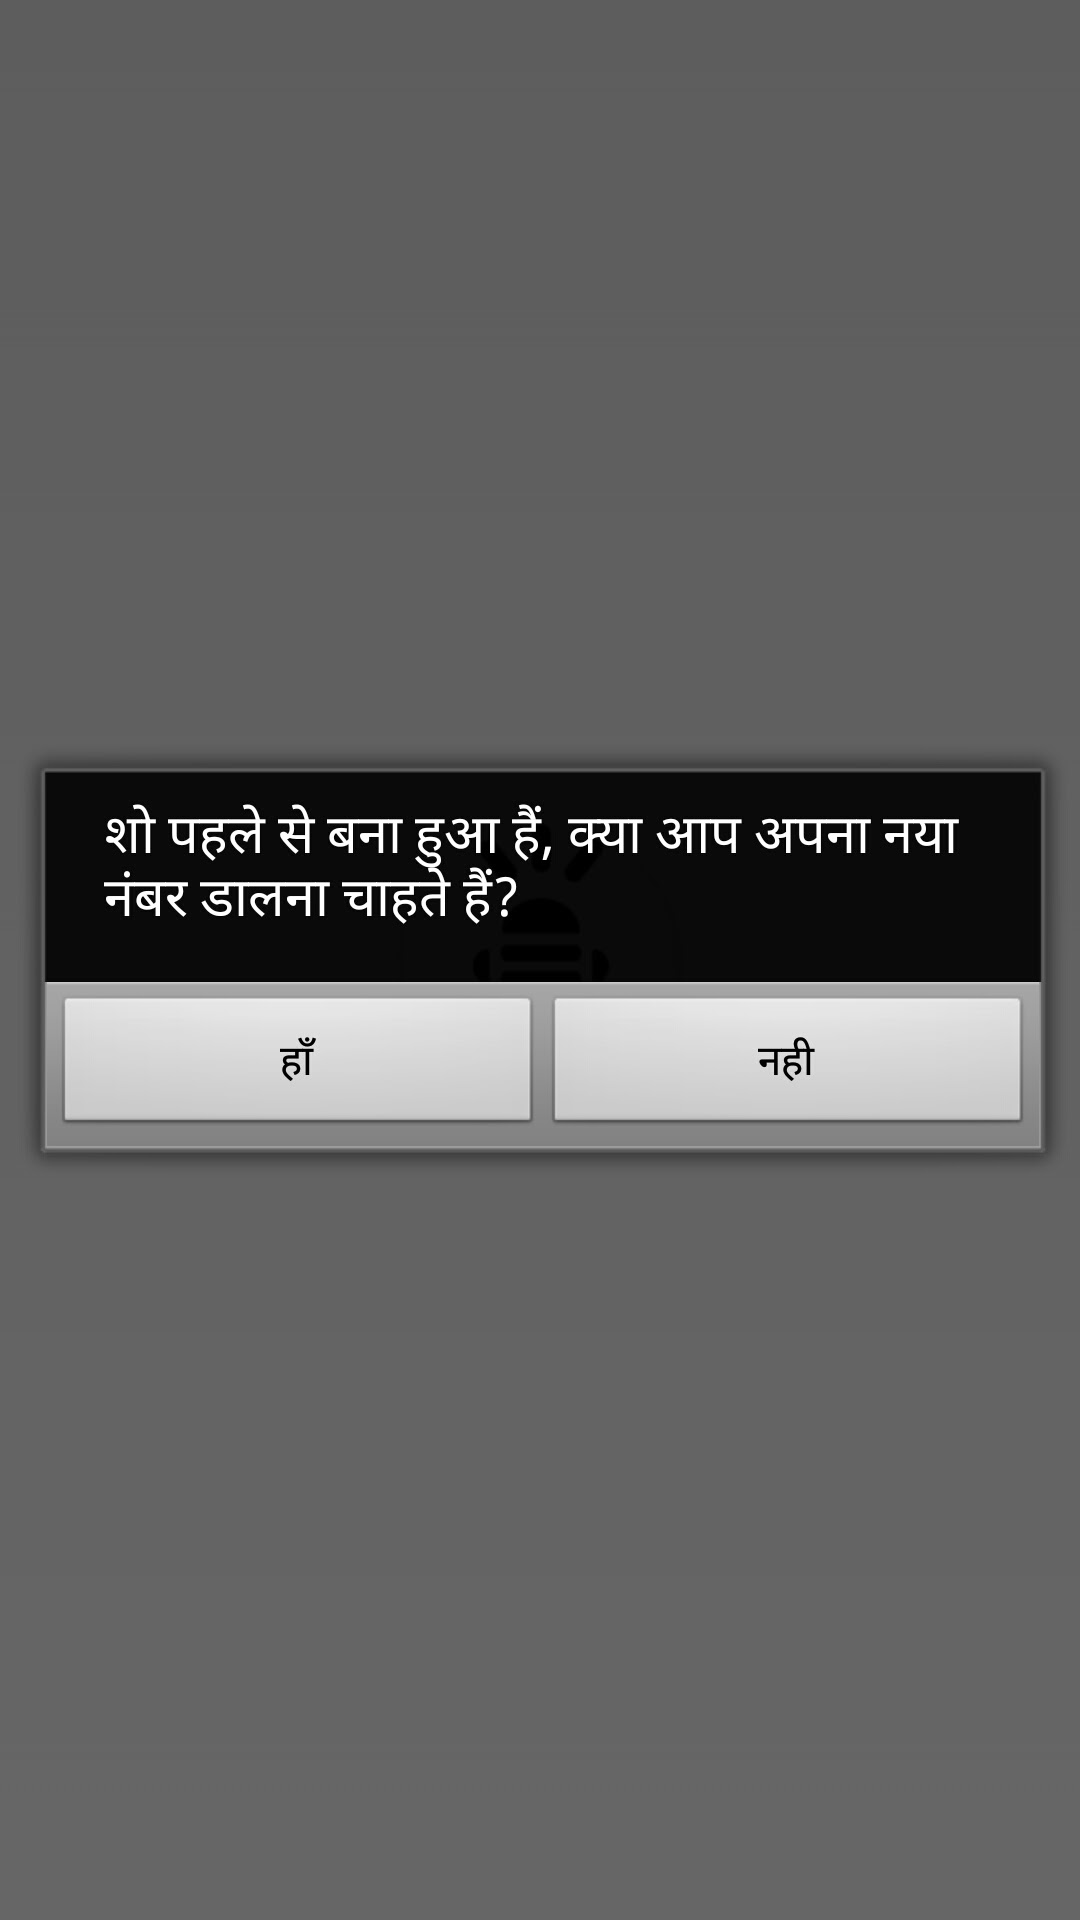 शो पहले से बना हुआ हैं, क्या आप अपना नया
नंबर डालना चाहते हैं?
हाँ
नही